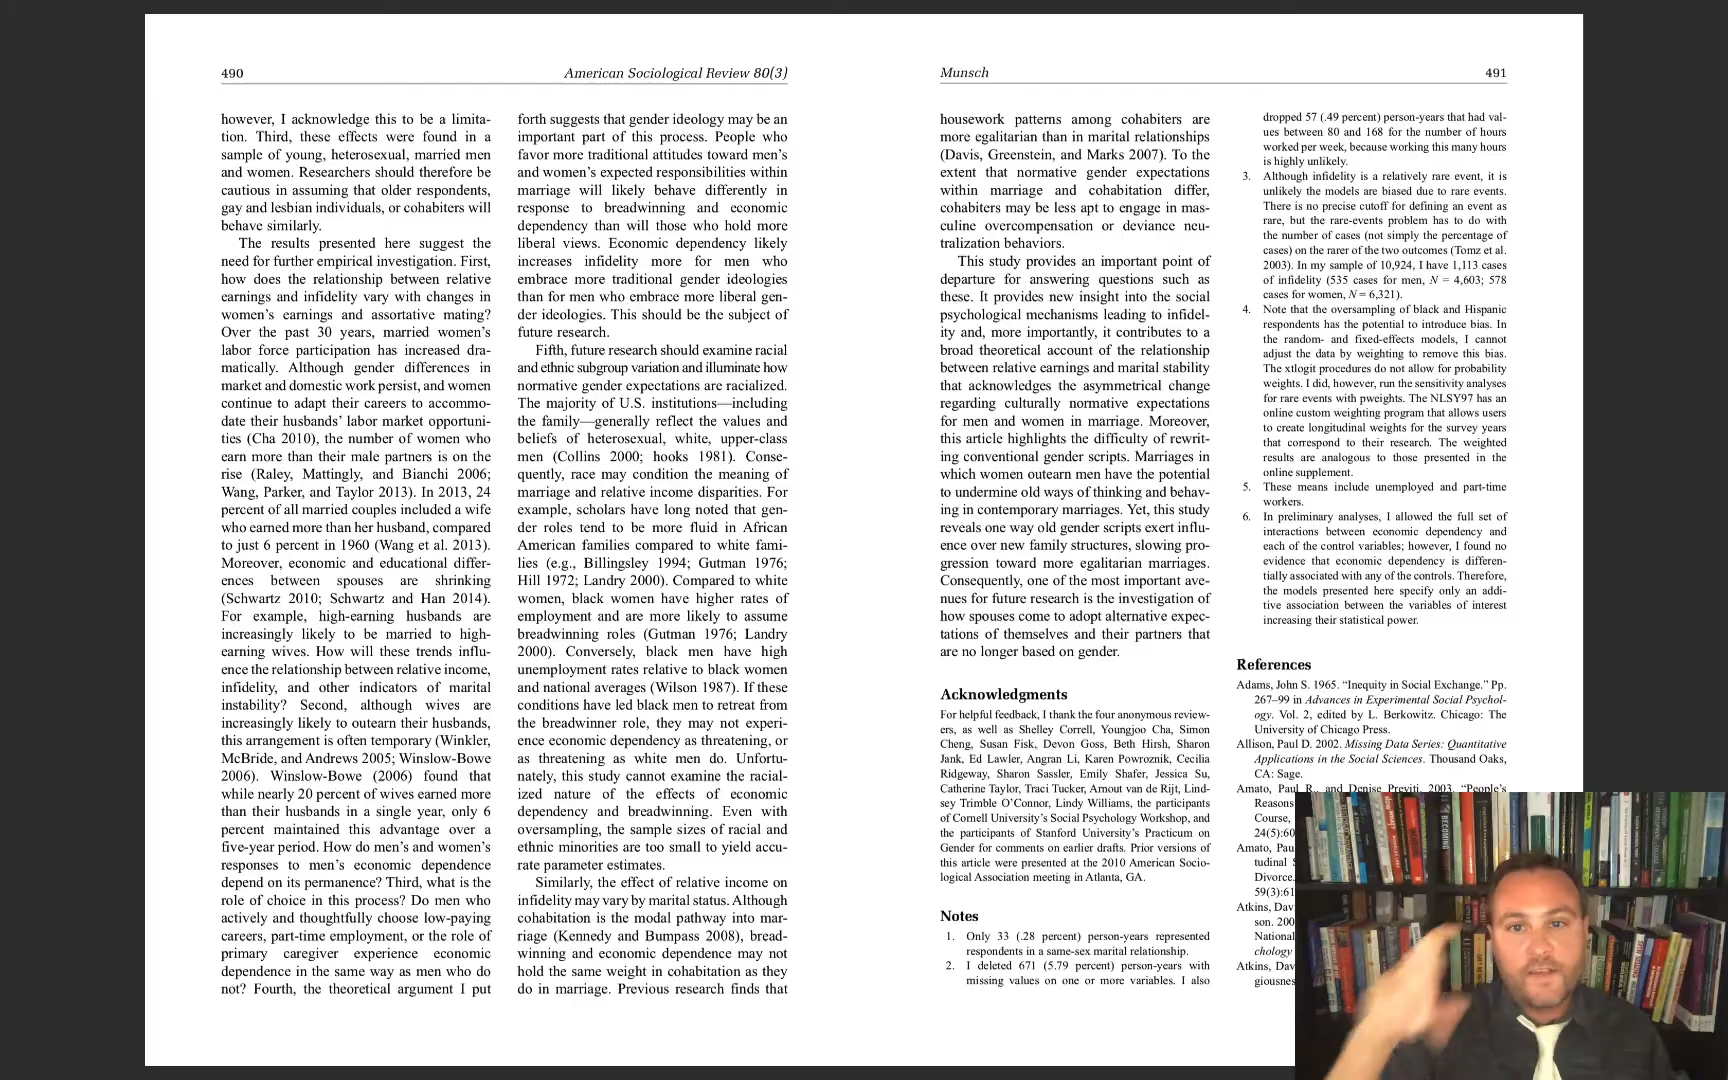 490
American Sociological Review 80(3)
however, I acknowledge this to be a limita-
tion. Third, these effects were found in a
sample of young, heterosexual, married men
and women. Researchers should therefore be
cautious in assuming that older respondents,
gay and lesbian individuals, or cohabiters will
behave similarly.
The results presented here suggest the
need for further empirical investigation. First,
how does the relationship between relative
earnings and infidelity vary with changes in
women's earnings and assortative mating?
Over the past 30 years, married women's
labor force participation has increased dra-
matically. Although gender differences in
market and domestic work persist, and women
continue to adapt their careers to accommo-
date their husbands' labor market opportuni-
ties (Cha 2010), the number of women who
earn more than their male partners is on the
rise (Raley, Mattingly, and Bianchi 2006;
Wang, Parker, and Taylor 2013). In 2013, 24
percent of all married couples included a wife
who earned more than her husband, compared
to just 6 percent in 1960 (Wang et al. 2013).
Moreover, economic and educational differ-
ences between spouses are shrinking
(Schwartz 2010; Schwartz and Han 2014).
For example, high-earning husbands are
increasingly likely to be married to high-
earning wives. How will these trends influ-
ence the relationship between relative income,
infidelity, and other indicators of marital
instability? Second, although wives are
increasingly likely to outearn their husbands,
this arrangement is often temporary (Winkler,
McBride, and Andrews 2005; Winslow-Bowe
2006). Winslow-Bowe (2006) found that
while nearly 20 percent of wives earned more
than their husbands in a single year, only 6
percent maintained this advantage over a
five-year period. How do men's and women's
responses to men's economic dependence
depend on its permanence? Third, what is the
role of choice in this process? Do men who
actively and thoughtfully choose low-paying
careers, part-time employment, or the role of
primary caregiver experience economic
dependence in the same way as men who do
not? Fourth, the theoretical argument I put
forth suggests that gender ideology may be an
important part of this process. People who
favor more traditional attitudes toward men's
and women's expected responsibilities within
marriage will likely behave differently in
response to breadwinning and economic
dependency than will those who hold more
liberal views. Economic dependency likely
increases infidelity more for men who
embrace more traditional gender ideologies
than for men who embrace more liberal gen-
der ideologies. This should be the subject of
future research.
Fifth, future research should examine racial
and ethnic subgroup variation and illuminate how
normative gender expectations are racialized.
The majority of U.S. institutions—including
the family—generally reflect the values and
beliefs of heterosexual, white, upper-class
men (Collins 2000; hooks 1981). Conse-
quently, race may condition the meaning of
marriage and relative income disparities. For
example, scholars have long noted that gen-
der roles tend to be more fluid in African
American families compared to white fami-
lies (e.g., Billingsley 1994; Gutman 1976;
Hill 1972; Landry 2000). Compared to white
women, black women have higher rates of
employment and are more likely to assume
breadwinning roles (Gutman 1976; Landry
2000). Conversely, black men have high
unemployment rates relative to black women
and national averages (Wilson 1987). If these
conditions have led black men to retreat from
the breadwinner role, they may not experi-
ence economic dependency as threatening, or
as threatening as white men do. Unfortu-
nately, this study cannot examine the racial-
ized nature of the effects of economic
dependency and breadwinning. Even with
oversampling, the sample sizes of racial and
ethnic minorities are too small to yield accu-
rate parameter estimates.
Similarly, the effect of relative income on
infidelity may vary by marital status. Although
cohabitation is the modal pathway into mar-
riage (Kennedy and Bumpass 2008), bread-
winning and economic dependence may not
hold the same weight in cohabitation as they
do in marriage. Previous research finds that
Munsch
491
housework patterns among cohabiters are
more egalitarian than in marital relationships
(Davis, Greenstein, and Marks 2007). To the
extent that normative gender expectations
within marriage and cohabitation differ,
cohabiters may be less apt to engage in mas-
culine overcompensation or deviance neu-
tralization behaviors.
This study provides an important point of
departure for answering questions such as
these. It provides new insight into the social
psychological mechanisms leading to infidel-
ity and, more importantly, it contributes to a
broad theoretical account of the relationship
between relative earnings and marital stability
that acknowledges the asymmetrical change
regarding culturally normative expectations
for men and women in marriage. Moreover,
this article highlights the difficulty of rewrit-
ing conventional gender scripts. Marriages in
which women outearn men have the potential
to undermine old ways of thinking and behav-
ing in contemporary marriages. Yet, this study
reveals one way old gender scripts exert influ-
ence over new family structures, slowing pro-
gression toward more egalitarian marriages.
Consequently, one of the most important ave-
nues for future research is the investigation of
how spouses come to adopt alternative expec-
tations of themselves and their partners that
are no longer based on gender.
Acknowledgments
For helpful feedback, I thank the four anonymous review-
ers, as well as Shelley Correll, Youngjoo Cha, Simon
Cheng, Susan Fisk, Devon Goss, Beth Hirsh, Sharon
Jank, Ed Lawler, Angran Li, Karen Powroznik, Cecilia
Ridgeway, Sharon Sassler, Emily Shafer, Jessica Su,
Catherine Taylor, Traci Tucker, Arnout van de Rijt, Lind-
sey Trimble O'Connor, Lindy Williams, the participants
of Cornell University's Social Psychology Workshop, and
the participants of Stanford University's Practicum on
Gender for comments on earlier drafts. Prior versions of
this article were presented at the 2010 American Socio-
logical Association meeting in Atlanta, GA.
Notes
1. Only 33 (.28 percent) person-years represented
respondents in a same-sex marital relationship.
2. I deleted 671 (5.79 percent) person-years with
missing values on one or more variables. I also
dropped 57 (.49 percent) person-years that had val-
ues between 80 and 168 for the number of hours
worked per week, because working this many hours
is highly unlikely.
3. Although infidelity is a relatively rare event, it is
unlikely the models are biased due to rare events.
There is no precise cutoff for defining an event as
rare, but the rare-events problem has to do with
the number of cases (not simply the percentage of
cases) on the rarer of the two outcomes (Tomz et al.
2003). In my sample of 10,924, I have 1,113 cases
of infidelity (535 cases for men, N = 4,603; 578
cases for women, N = 6,321).
4. Note that the oversampling of black and Hispanic
respondents has the potential to introduce bias. In
the random- and fixed-effects models, I cannot
adjust the data by weighting to remove this bias.
The xtlogit procedures do not allow for probability
weights. I did, however, run the sensitivity analyses
for rare events with pweights. The NLSY97 has an
online custom weighting program that allows users
to create longitudinal weights for the survey years
that correspond to their research. The weighted
results are analogous to those presented in the
online supplement.
5. These means include unemployed and part-time
workers.
6. In preliminary analyses, I allowed the full set of
interactions between economic dependency and
each of the control variables; however, I found no
evidence that economic dependency is differen-
tially associated with any of the controls. Therefore,
the models presented here specify only an addi-
tive association between the variables of interest
increasing their statistical power.
References
Adams, John S. 1965. “Inequity in Social Exchange.” Pp.
267–99 in Advances in Experimental Social Psychol-
ogy. Vol. 2, edited by L. Berkowitz. Chicago: The
University of Chicago Press.
Allison, Paul D. 2002. Missing Data Series: Quantitative
Applications in the Social Sciences. Thousand Oaks,
CA: Sage.
Amato, Paul R., and Denise Previti. 2003. “People's
Reasons
Course,
24(5):60
Amato, Pau
tudinal S
Divorce.
59(3):61
Atkins, Dav
son. 200
National
chology
Atkins, Dav
giousnes
BECOMING